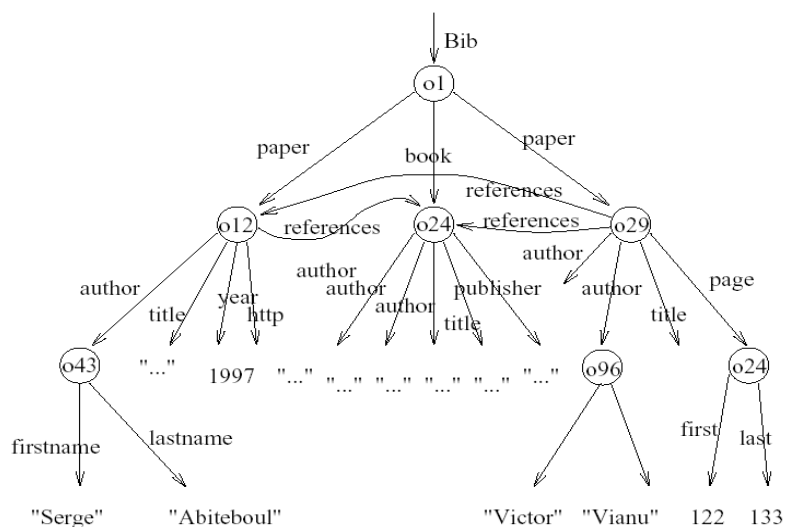 Bib
o1
paper
book
paper
references
o12
references
o24
references
o29
author
title
year
http
author
author
author
title
publisher
author
author
title
page
o43
"..."
1997
"..."
"..."
"..."
"..."
"..."
"..."
o96
o24
firstname
lastname
first
last
"Serge"
"Abiteboul"
"Victor"
"Vianu"
122
133